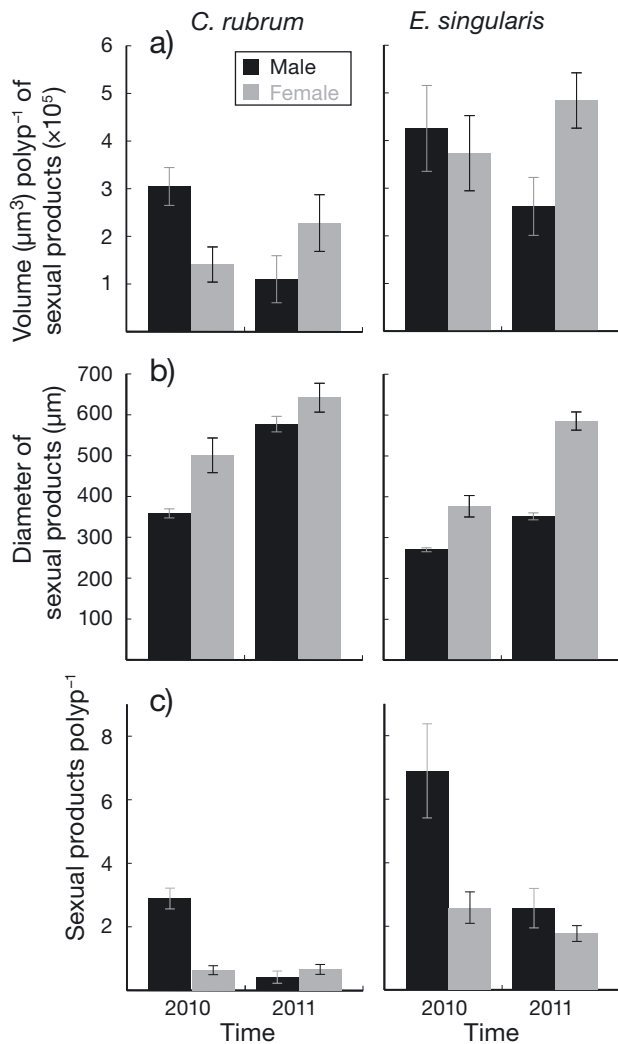 C. rubrum
E. singularis
a)
Male
Female
Volume (µm³) polyp⁻¹ of
sexual products (×10⁵)
6
5
4
3
2
1
b)
Diameter of
sexual products (µm)
700
600
500
400
300
200
100
c)
Sexual products polyp⁻¹
8
6
4
2
2010
2011
2010
2011
Time
Time